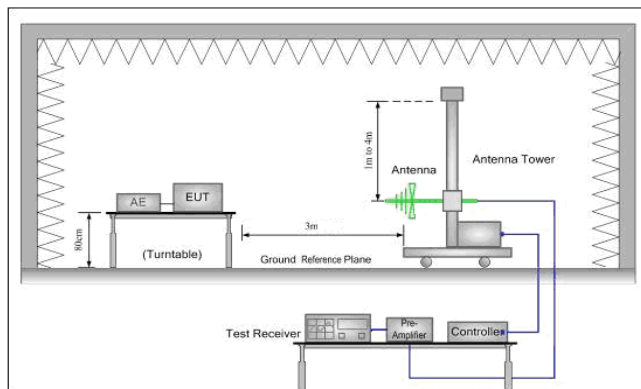 1m to 4m
Antenna
Antenna Tower
AE
EUT
80cm
(Turntable)
3m
Ground Reference Plane
Test Receiver
Pre-
Amplifier
Controller